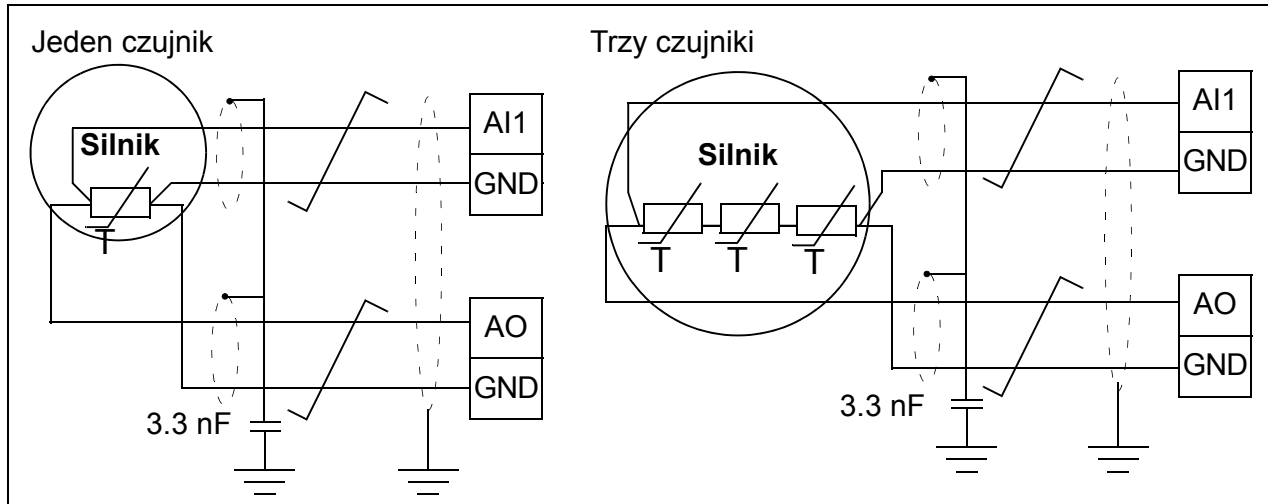 Jeden czujnik
Silnik
T
AI1
GND
AO
GND
3.3 nF
Trzy czujniki
Silnik
T T T
AI1
GND
AO
GND
3.3 nF